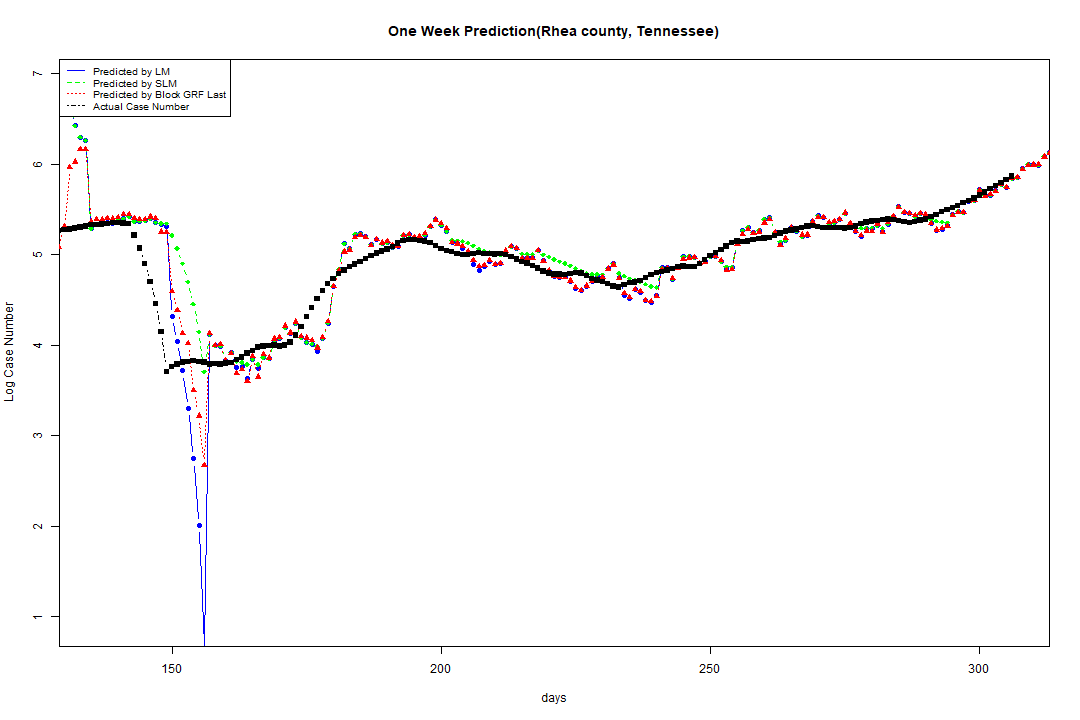 One Week Prediction(Rhea county, Tennessee)
7
Predicted by LM
Predicted by SLM
Predicted by Block GRF Last
Actual Case Number
6
5
4
3
2
1
Log Case Number
150 200 250 300
days